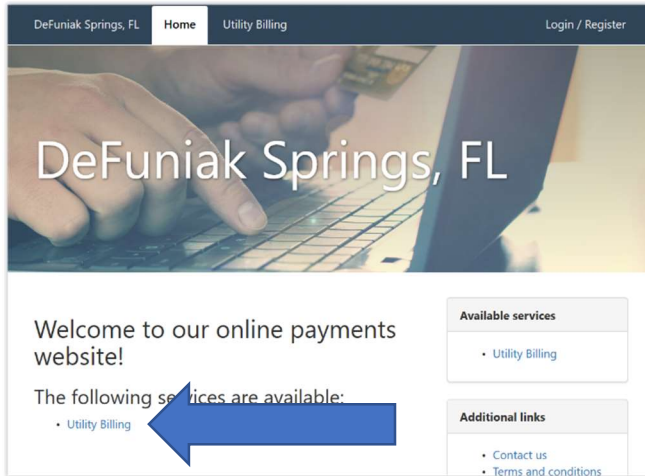 DeFuniak Springs, FL Home Utility Billing Login / Register
DeFuniak Springs, FL
Welcome to our online payments
website!
The following services are available:
• Utility Billing
Available services
• Utility Billing
Additional links
• Contact us
• Terms and conditions